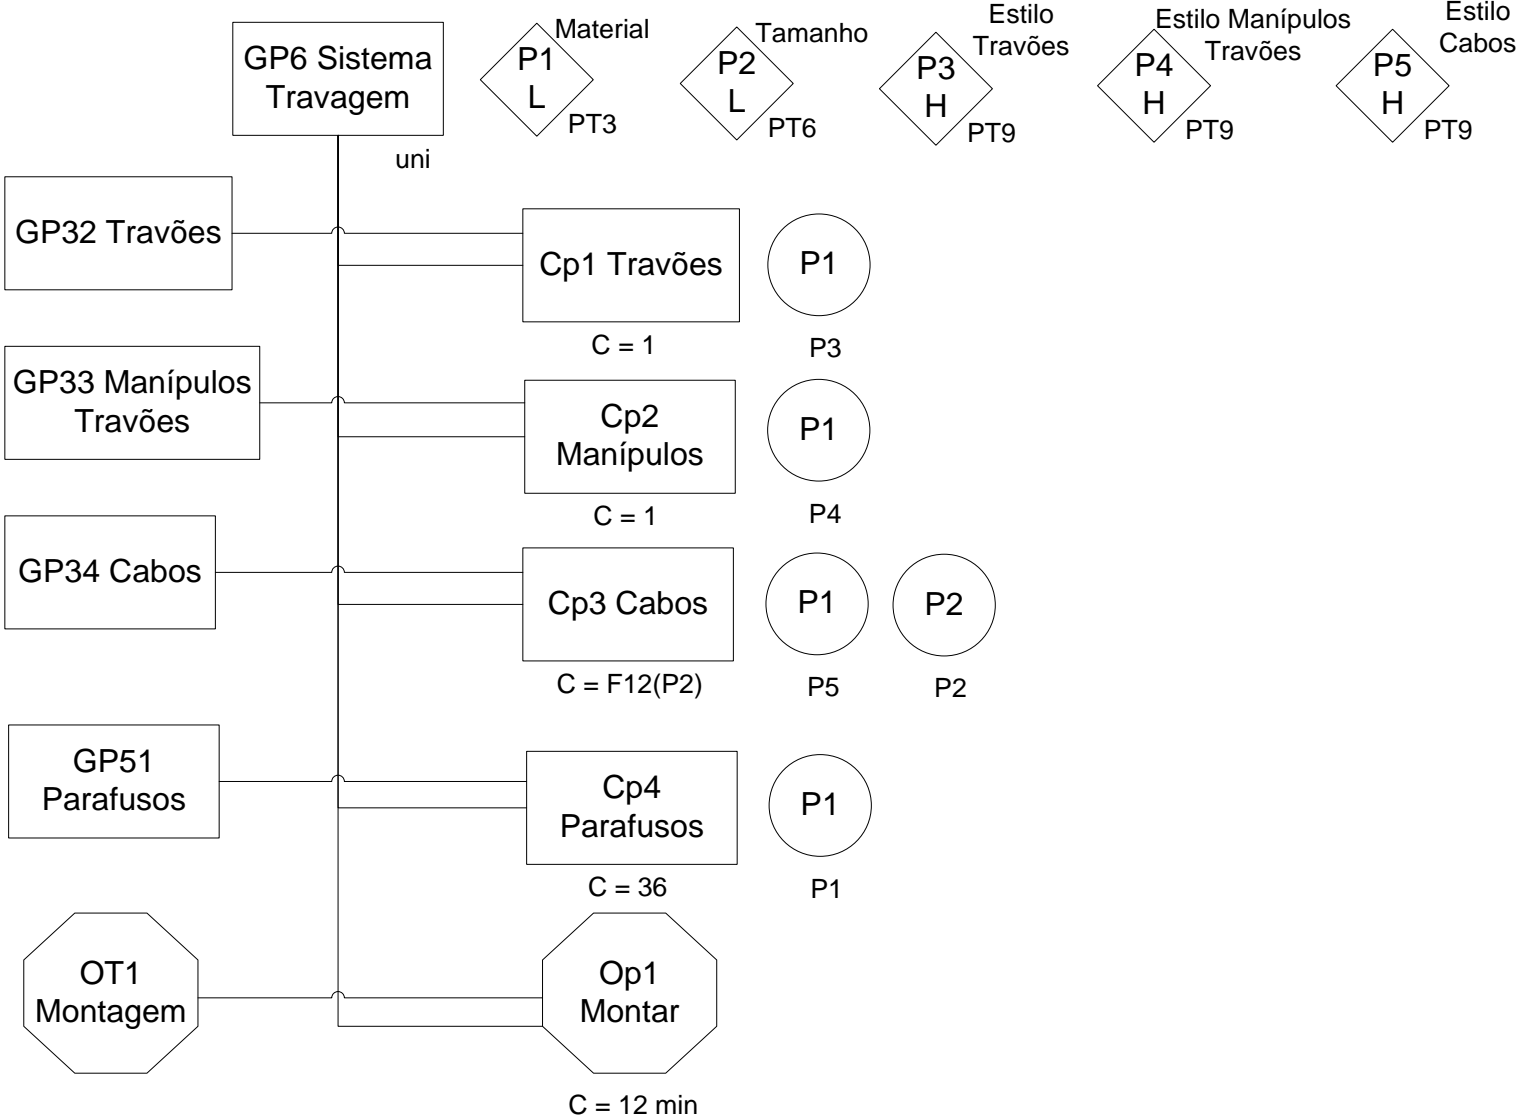 GP6 Sistema
Travagem
uni
P1
L
Material
PT3
P2
L
Tamanho
PT6
P3
H
Estilo
Travões
PT9
P4
H
Estilo Manípulos
Travões
PT9
P5
H
Estilo
Cabos
PT9
GP32 Travões
Cp1 Travões
C = 1
P1
P3
GP33 Manípulos
Travões
Cp2
Manípulos
C = 1
P1
P4
GP34 Cabos
Cp3 Cabos
C = F12(P2)
P1
P5
P2
P2
GP51
Parafusos
Cp4
Parafusos
C = 36
P1
P1
OT1
Montagem
Op1
Montar
C = 12 min